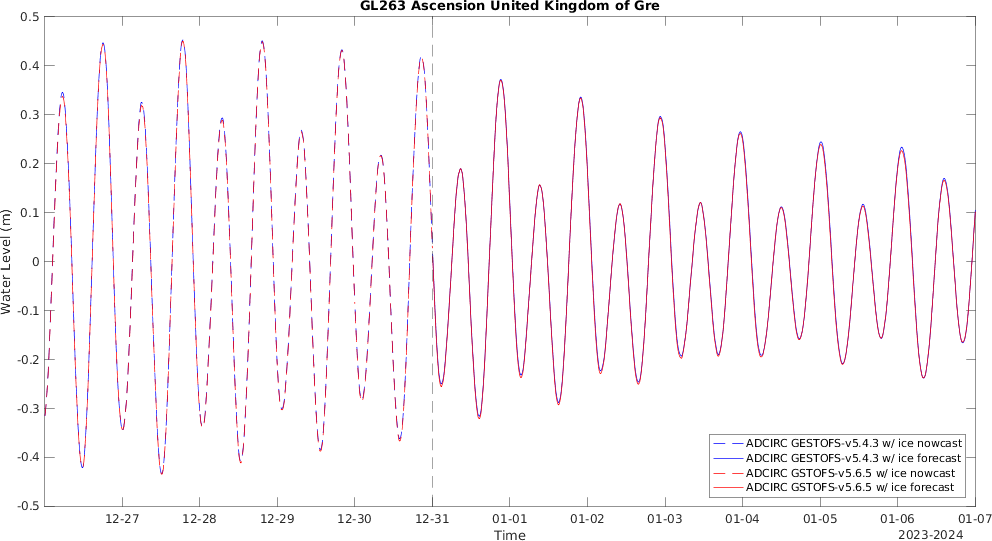 GL263 Ascension United Kingdom of Gre
0.5
0.4
0.3
0.2
0.1
0
-0.1
-0.2
-0.3
-0.4
-0.5
Water Level (m)
ADCIRC GESTOFS-v5.4.3 w/ ice nowcast
ADCIRC GESTOFS-v5.4.3 w/ ice forecast
ADCIRC GSTOFS-v5.6.5 w/ ice nowcast
ADCIRC GSTOFS-v5.6.5 w/ ice forecast
12-27 12-28 12-29 12-30 12-31 01-01 01-02 01-03 01-04 01-05 01-06 01-07
Time
2023-2024